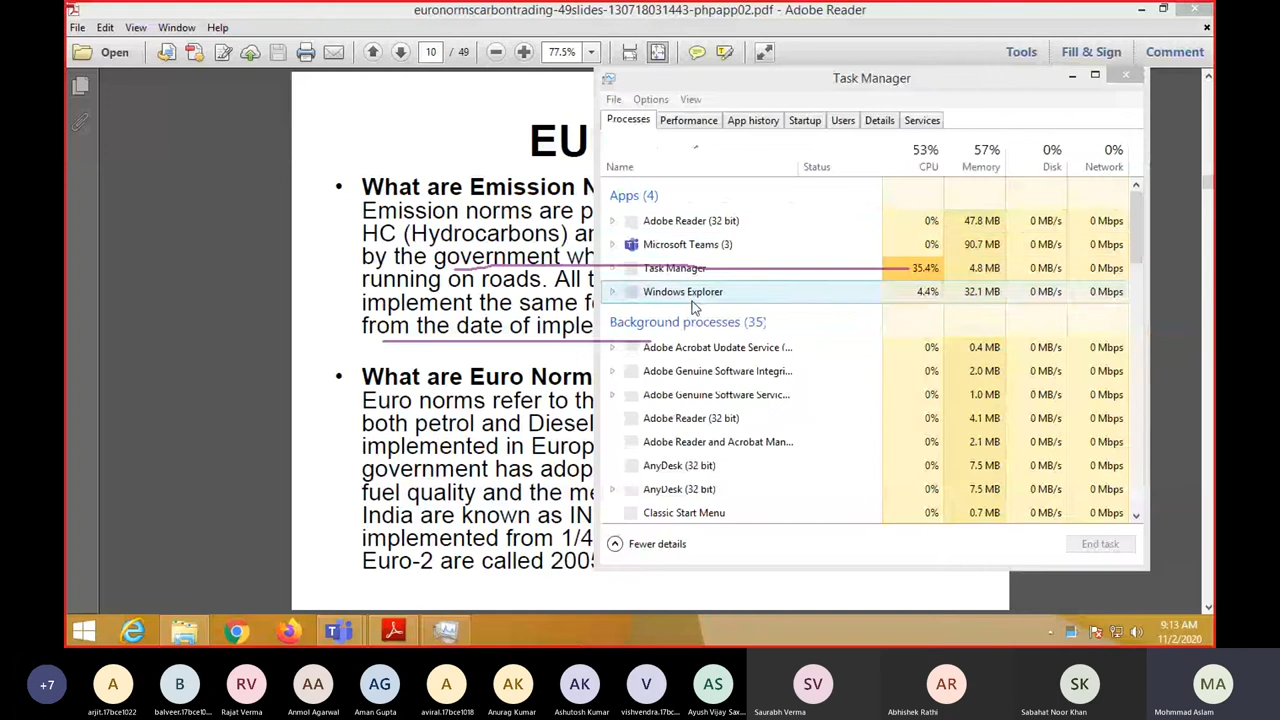 euronormscarbontrading-49slides-130718031443-phpapp02.pdf - Adobe Reader
File Edit View Window Help
Open 10 / 49 77.5% Tools Fill & Sign Comment
EU
• What are Emission N
Emission norms are p
HC (Hydrocarbons) ar
by the government wh
running on roads. All t
implement the same fo
from the date of imple
• What are Euro Norm
Euro norms refer to th
both petrol and Diesel
implemented in Europ
government has adop
fuel quality and the me
India are known as IN
implemented from 1/4
Euro-2 are called 2005
Task Manager
File Options View
Processes Performance App history Startup Users Details Services
53% 57% 0% 0%
Name Status CPU Memory Disk Network
Apps (4)
Adobe Reader (32 bit) 0% 47.8 MB 0 MB/s 0 Mbps
Microsoft Teams (3) 0% 90.7 MB 0 MB/s 0 Mbps
Task Manager 35.4% 4.8 MB 0 MB/s 0 Mbps
Windows Explorer 4.4% 32.1 MB 0 MB/s 0 Mbps
Background processes (35)
Adobe Acrobat Update Service (... 0% 0.4 MB 0 MB/s 0 Mbps
Adobe Genuine Software Integri... 0% 2.0 MB 0 MB/s 0 Mbps
Adobe Genuine Software Servic... 0% 1.0 MB 0 MB/s 0 Mbps
Adobe Reader (32 bit) 0% 4.1 MB 0 MB/s 0 Mbps
Adobe Reader and Acrobat Man... 0% 2.1 MB 0 MB/s 0 Mbps
AnyDesk (32 bit) 0% 7.5 MB 0 MB/s 0 Mbps
AnyDesk (32 bit) 0% 7.5 MB 0 MB/s 0 Mbps
Classic Start Menu 0% 0.7 MB 0 MB/s 0 Mbps
Fewer details End task
9:13 AM
11/2/2020
+7 A B RV AA AG A AK AK V AS SV AR SK MA
arjit.17bce1022 balveer.17bce10... Rajat Verma Anmol Agarwal Aman Gupta aviral.17bce1018 Anurag Kumar Ashutosh Kumar vishvendra.17bce... Ayush Vijay Sax... Saurabh Verma Abhishek Rathi Sabahat Noor Khan Mohmmad Aslam